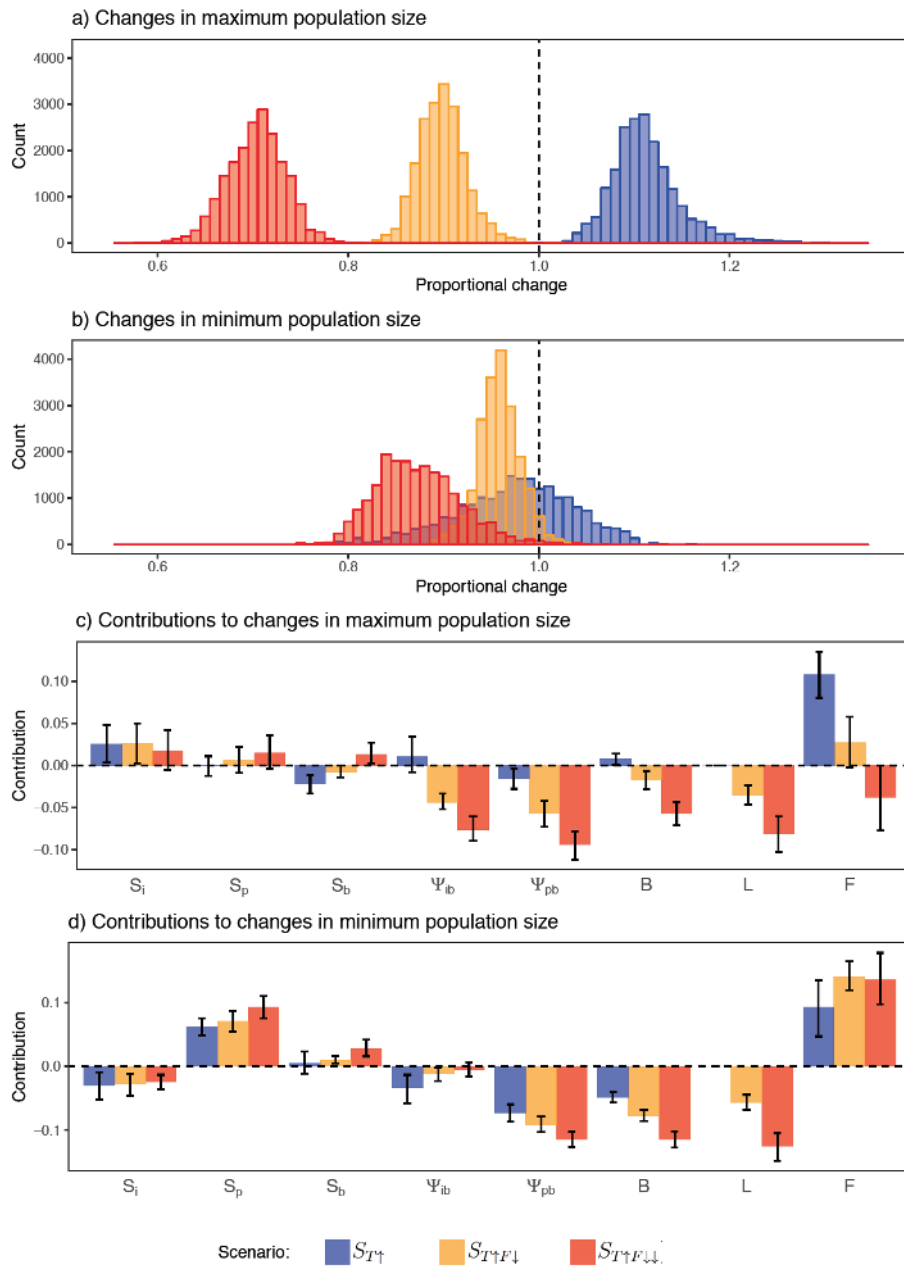 a) Changes in maximum population size
4000
3000
2000
1000
0
Count
0.6 0.8 1.0 1.2
Proportional change
b) Changes in minimum population size
4000
3000
2000
1000
0
Count
0.6 0.8 1.0 1.2
Proportional change
c) Contributions to changes in maximum population size
0.10
0.05
0.00
−0.05
−0.10
Contribution
Si Sp Sb Ψib Ψpb B L F
d) Contributions to changes in minimum population size
0.1
0.0
−0.1
Contribution
Si Sp Sb Ψib Ψpb B L F
Scenario: ST↑ ST↑F↓ ST↑F↓↓